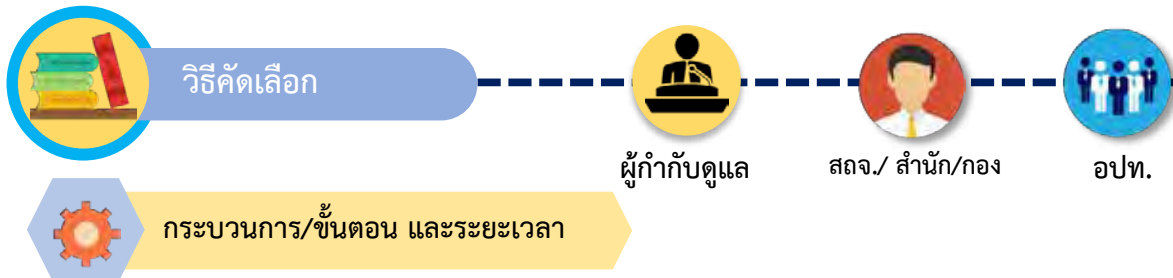 วิธีคัดเลือก
ผู้กำกับดูแล
สถจ./ สำนัก/กอง
อปท.
กระบวนการ/ขั้นตอน และระยะเวลา